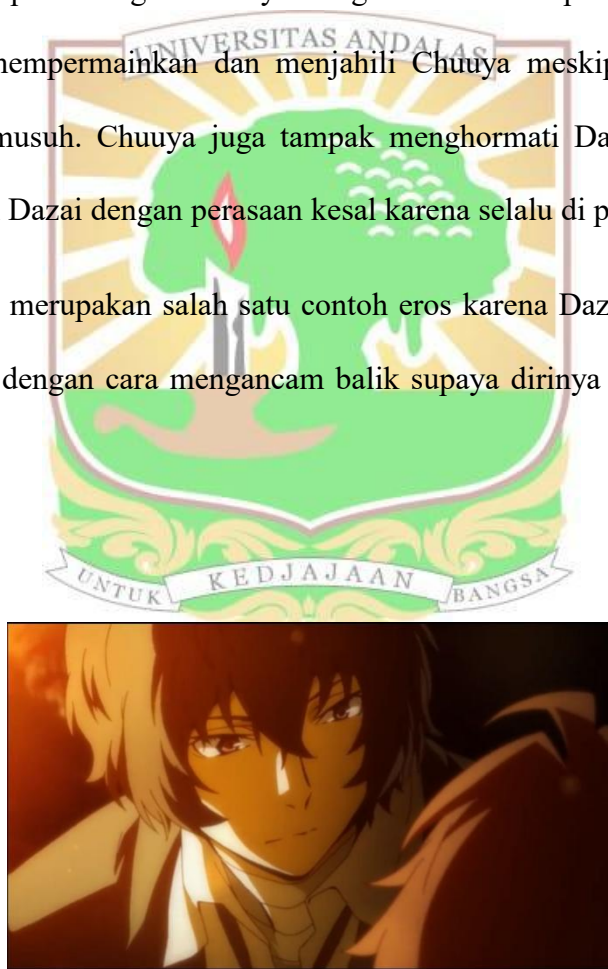 UNIVERSITAS ANDALAS
mempermainkan dan menjahili Chuuya meskip
musuh. Chuuya juga tampak menghormati Da
Dazai dengan perasaan kesal karena selalu di p
merupakan salah satu contoh eros karena Daz
dengan cara mengancam balik supaya dirinya
UNTUK KEDJAJAAN BANGSA